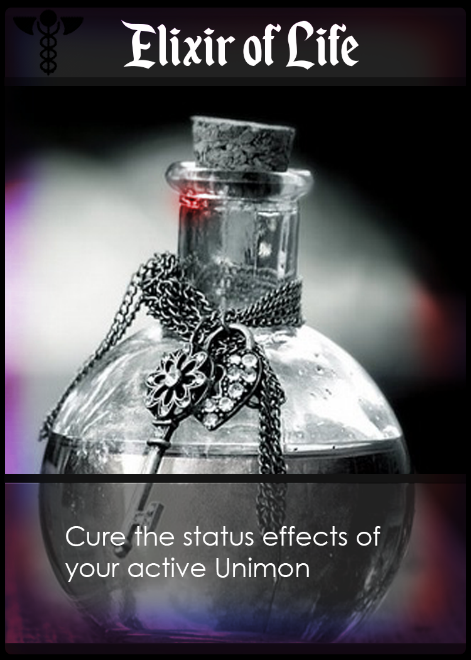 Elixir of Life
Cure the status effects of
your active Unimon